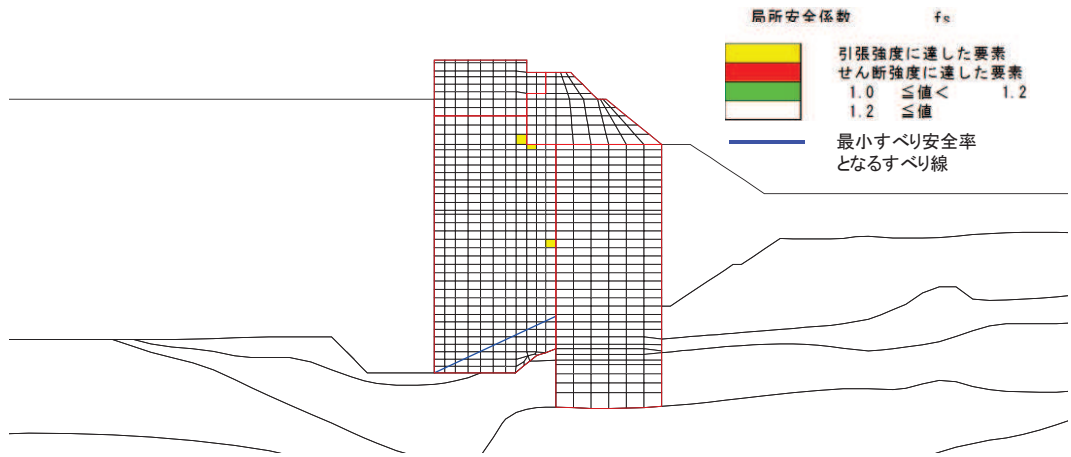 局所安全係数 fs
引張強度に達した要素
せん断強度に達した要素
1.0 ≦値< 1.2
1.2 ≦値
最小すべり安全率
となるすべり線